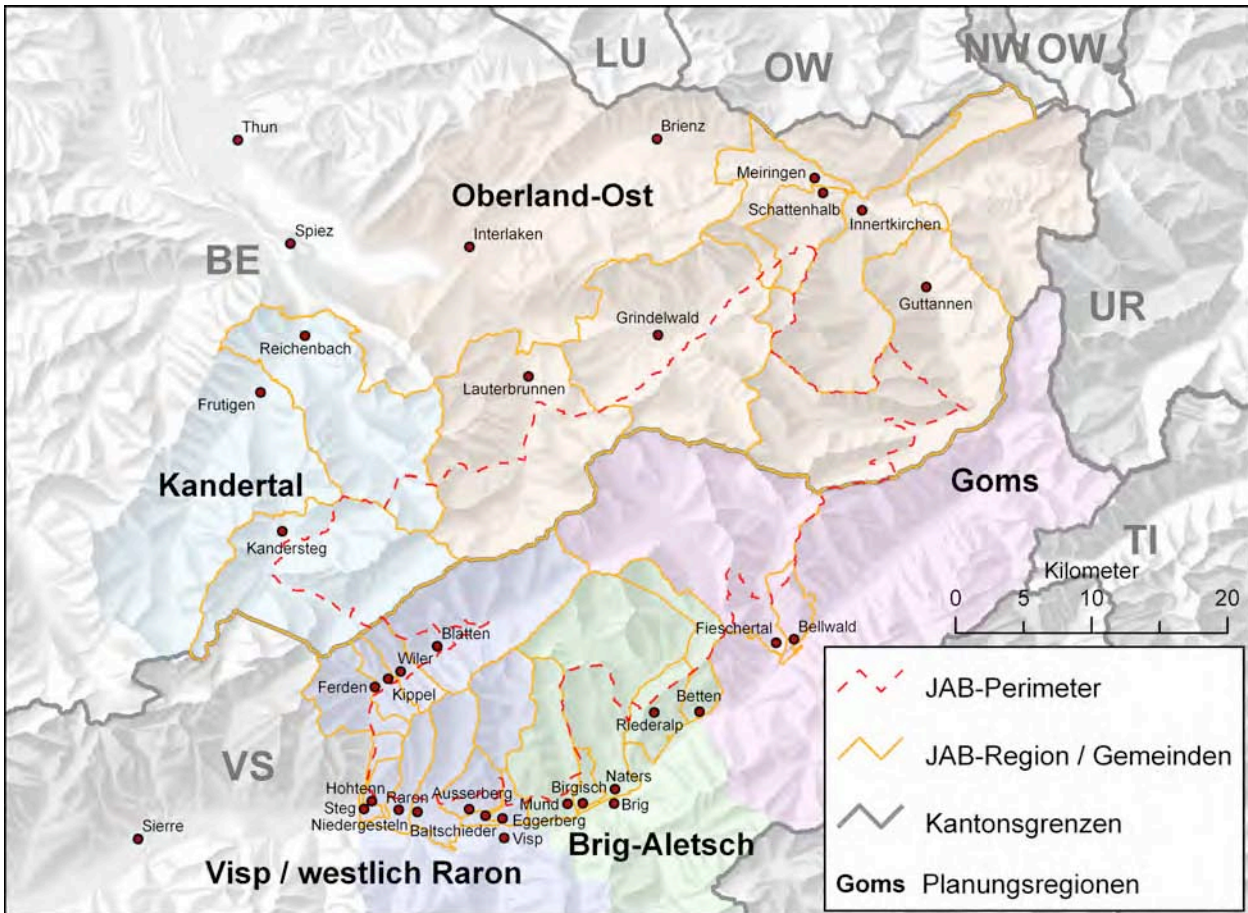 LU
OW
NW
OW
Thun
Brienz
Meiringen
Oberland-Ost
Schattenhalb
Innertkirchen
Spiez
Interlaken
BE
Guttannen
UR
Grindelwald
Reichenbach
Lauterbrunnen
Frutigen
Kandertal
Goms
Kandersteg
TI
Kilometer
0 5 10 20
Blatten
Fieschertal
Bellwald
Wiler
Ferden
Kippel
Betten
Riederalp
VS
Hohtenn
Naters
Steg
Raron
Ausserberg
Mund
Birgisch
Brig
Niedergesteln
Baltschieder
Eggerberg
Sierre
Visp
Brig-Aletsch
Visp / westlich Raron
JAB-Perimeter
JAB-Region / Gemeinden
Kantonsgrenzen
Goms Planungsregionen